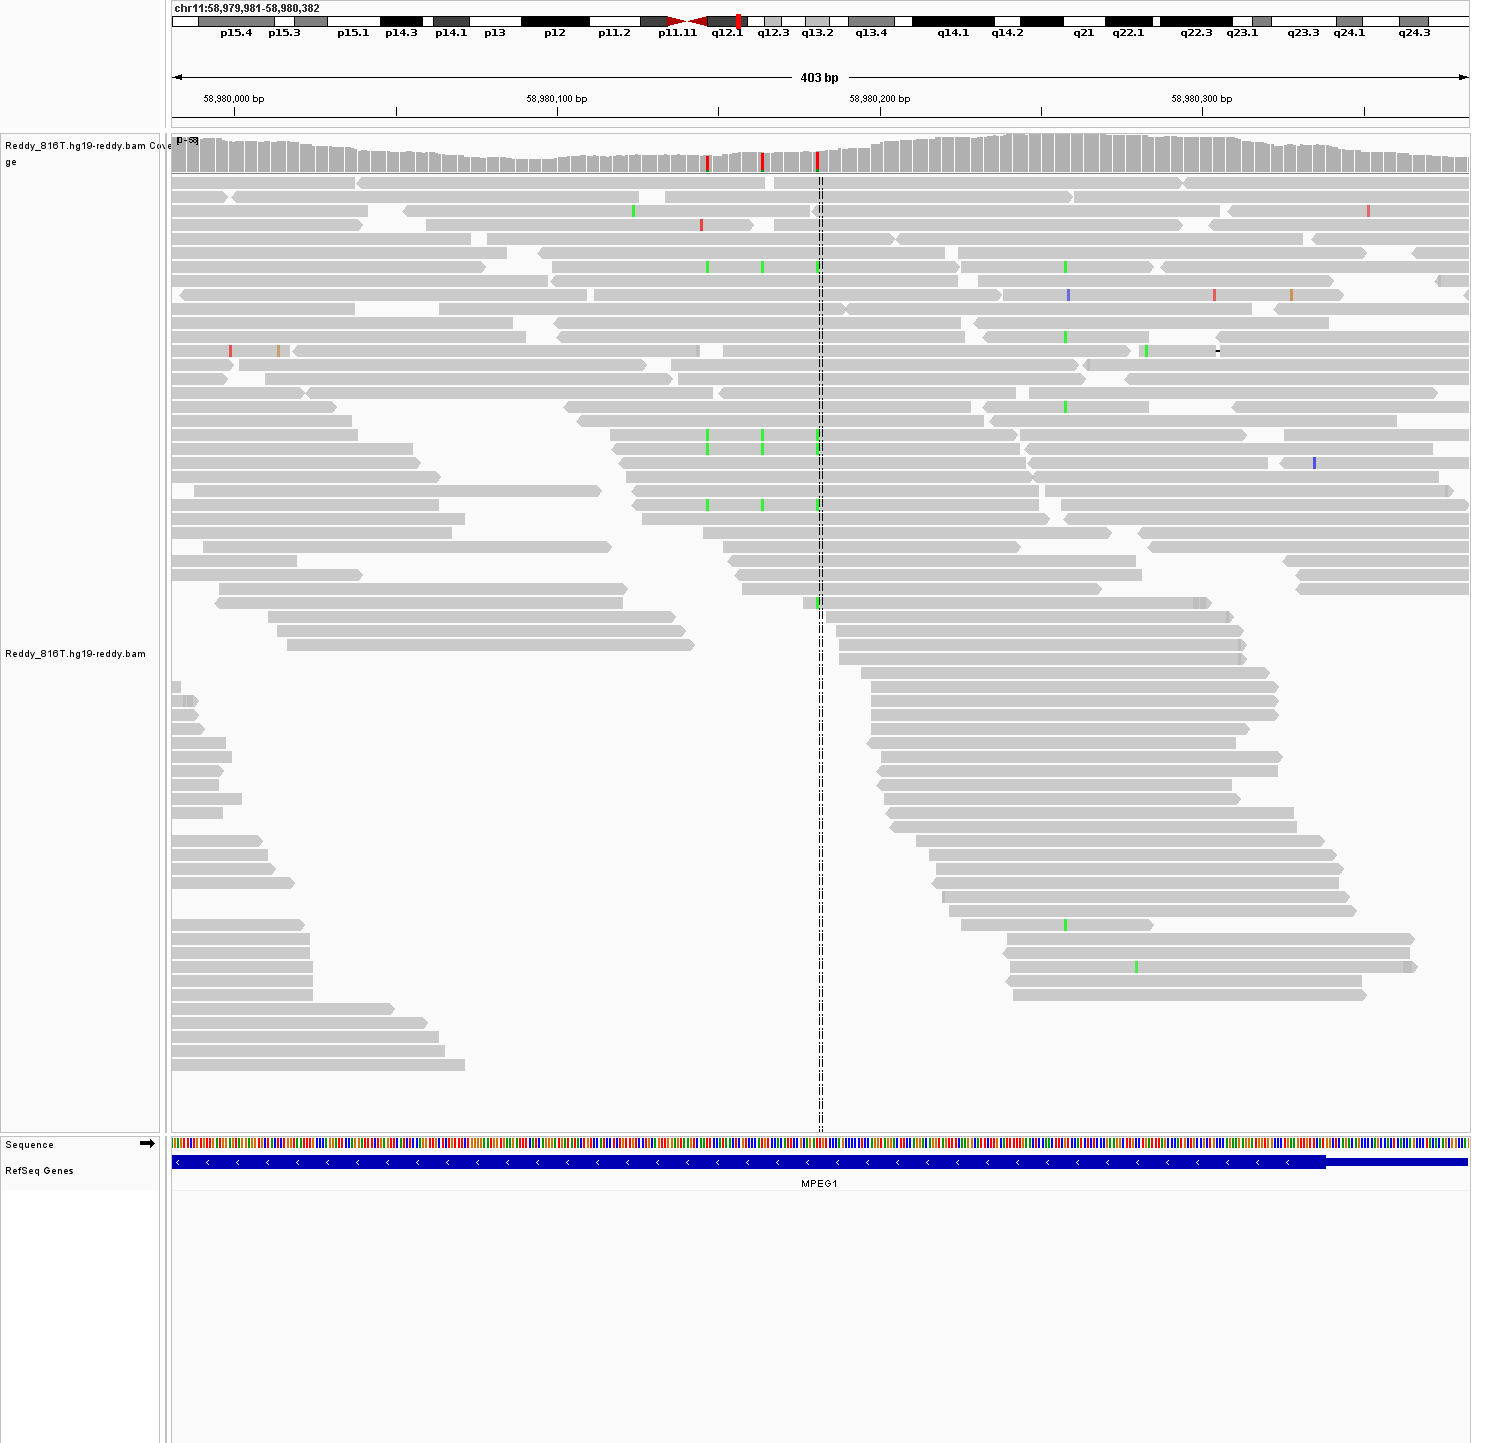 chr11:58,979,981-58,980,382
p15.4 p15.3 p15.1 p14.3 p14.1 p13 p12 p11.2 p11.11 q12.1 q12.3 q13.2 q13.4 q14.1 q14.2 q21 q22.1 q22.3 q23.1 q23.3 q24.1 q24.3
403 bp
58,980,000 bp 58,980,100 bp 58,980,200 bp 58,980,300 bp
Reddy_816T.hg19-reddy.bam Cove
ge
Reddy_816T.hg19-reddy.bam
Sequence
RefSeq Genes
MPEG1